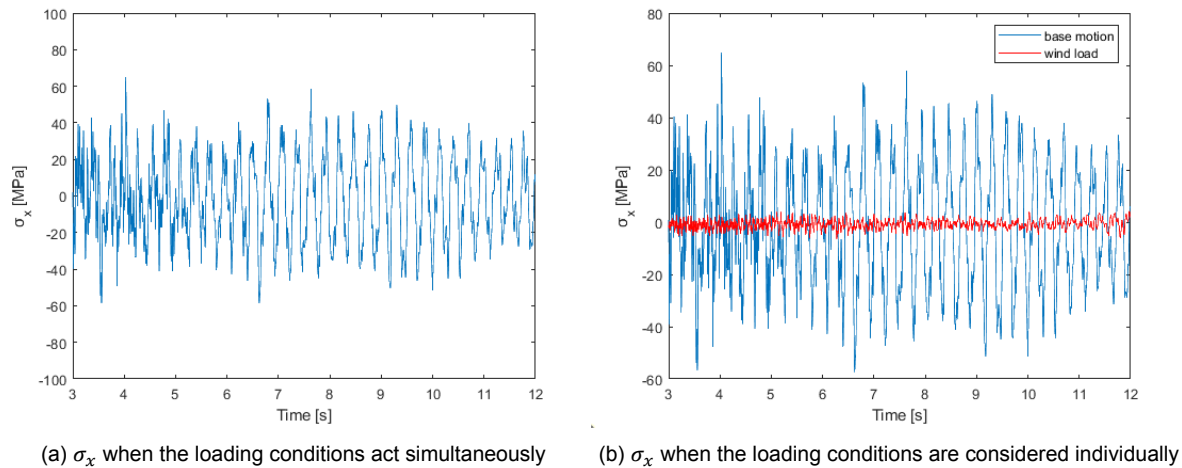 100
80
60
40
20
0
-20
-40
-60
-80
-100
σx [MPa]
3 4 5 6 7 8 9 10 11 12
Time [s]
(a) σx when the loading conditions act simultaneously
80
60
40
20
0
-20
-40
-60
σx [MPa]
base motion
wind load
3 4 5 6 7 8 9 10 11 12
Time [s]
(b) σx when the loading conditions are considered individually